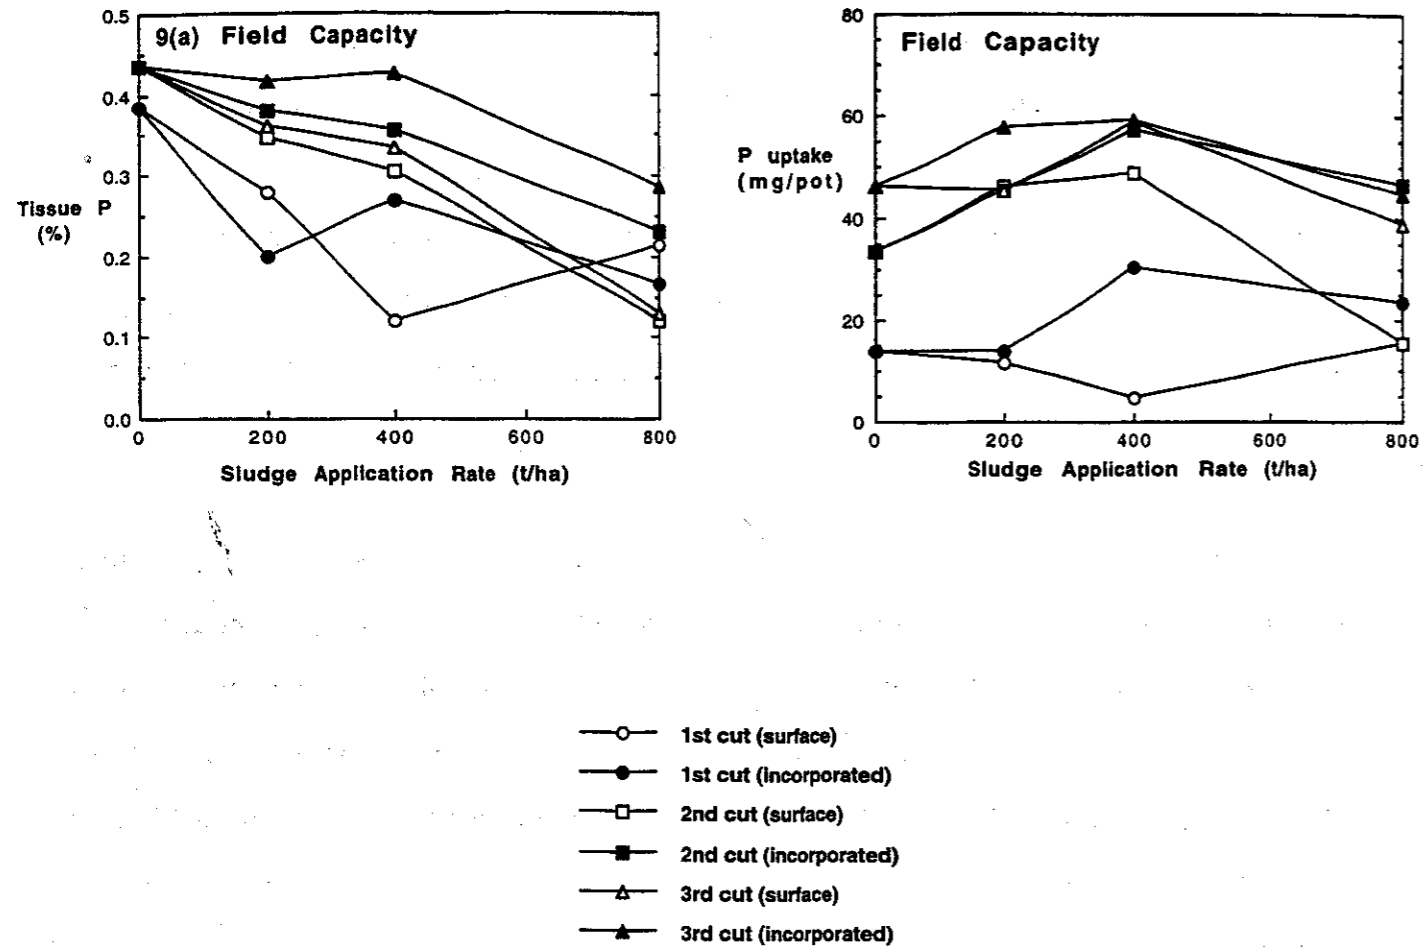 9(a) Field Capacity
0.5
0.4
0.3
0.2
0.1
0.0
Tissue P
(%)
0 200 400 600 800
Sludge Application Rate (t/ha)
Field Capacity
80
60
40
20
0
P uptake
(mg/pot)
0 200 400 600 800
Sludge Application Rate (t/ha)
1st cut (surface)
1st cut (incorporated)
2nd cut (surface)
2nd cut (incorporated)
3rd cut (surface)
3rd cut (incorporated)